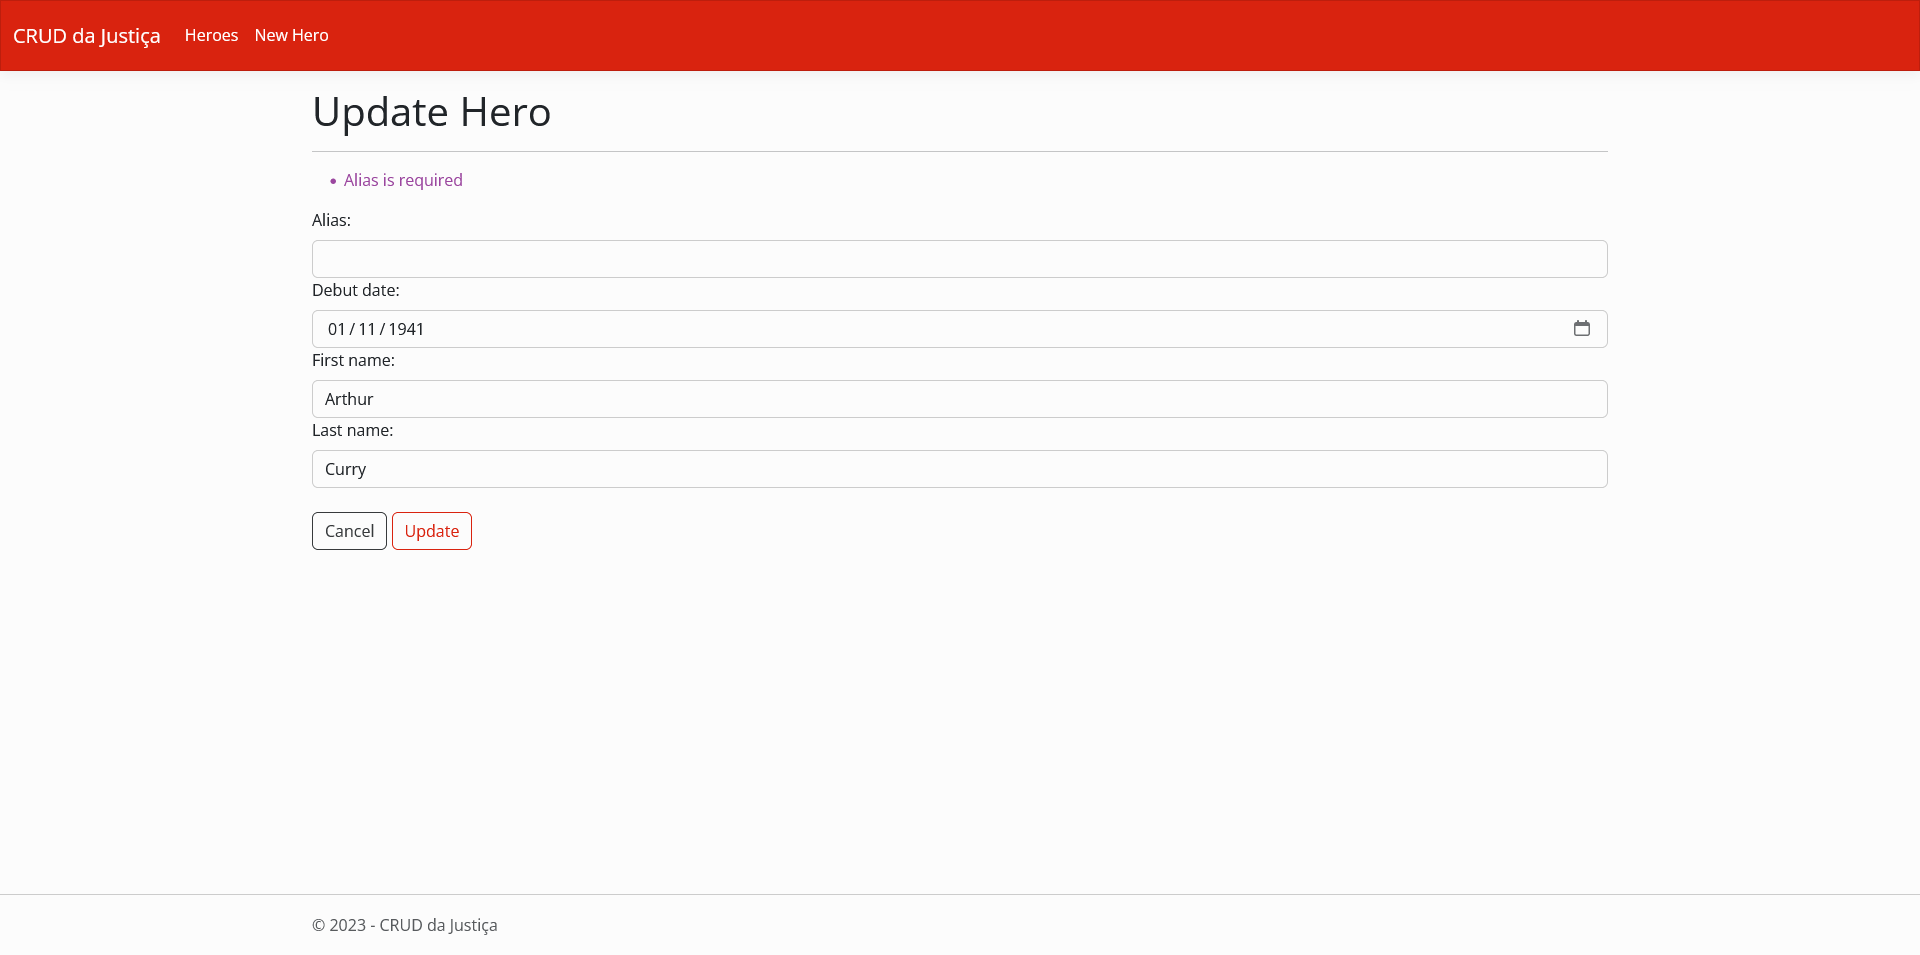 CRUD da Justiça Heroes New Hero
Update Hero
• Alias is required
Alias:
Debut date:
01 / 11 / 1941
First name:
Arthur
Last name:
Curry
Cancel Update
© 2023 - CRUD da Justiça